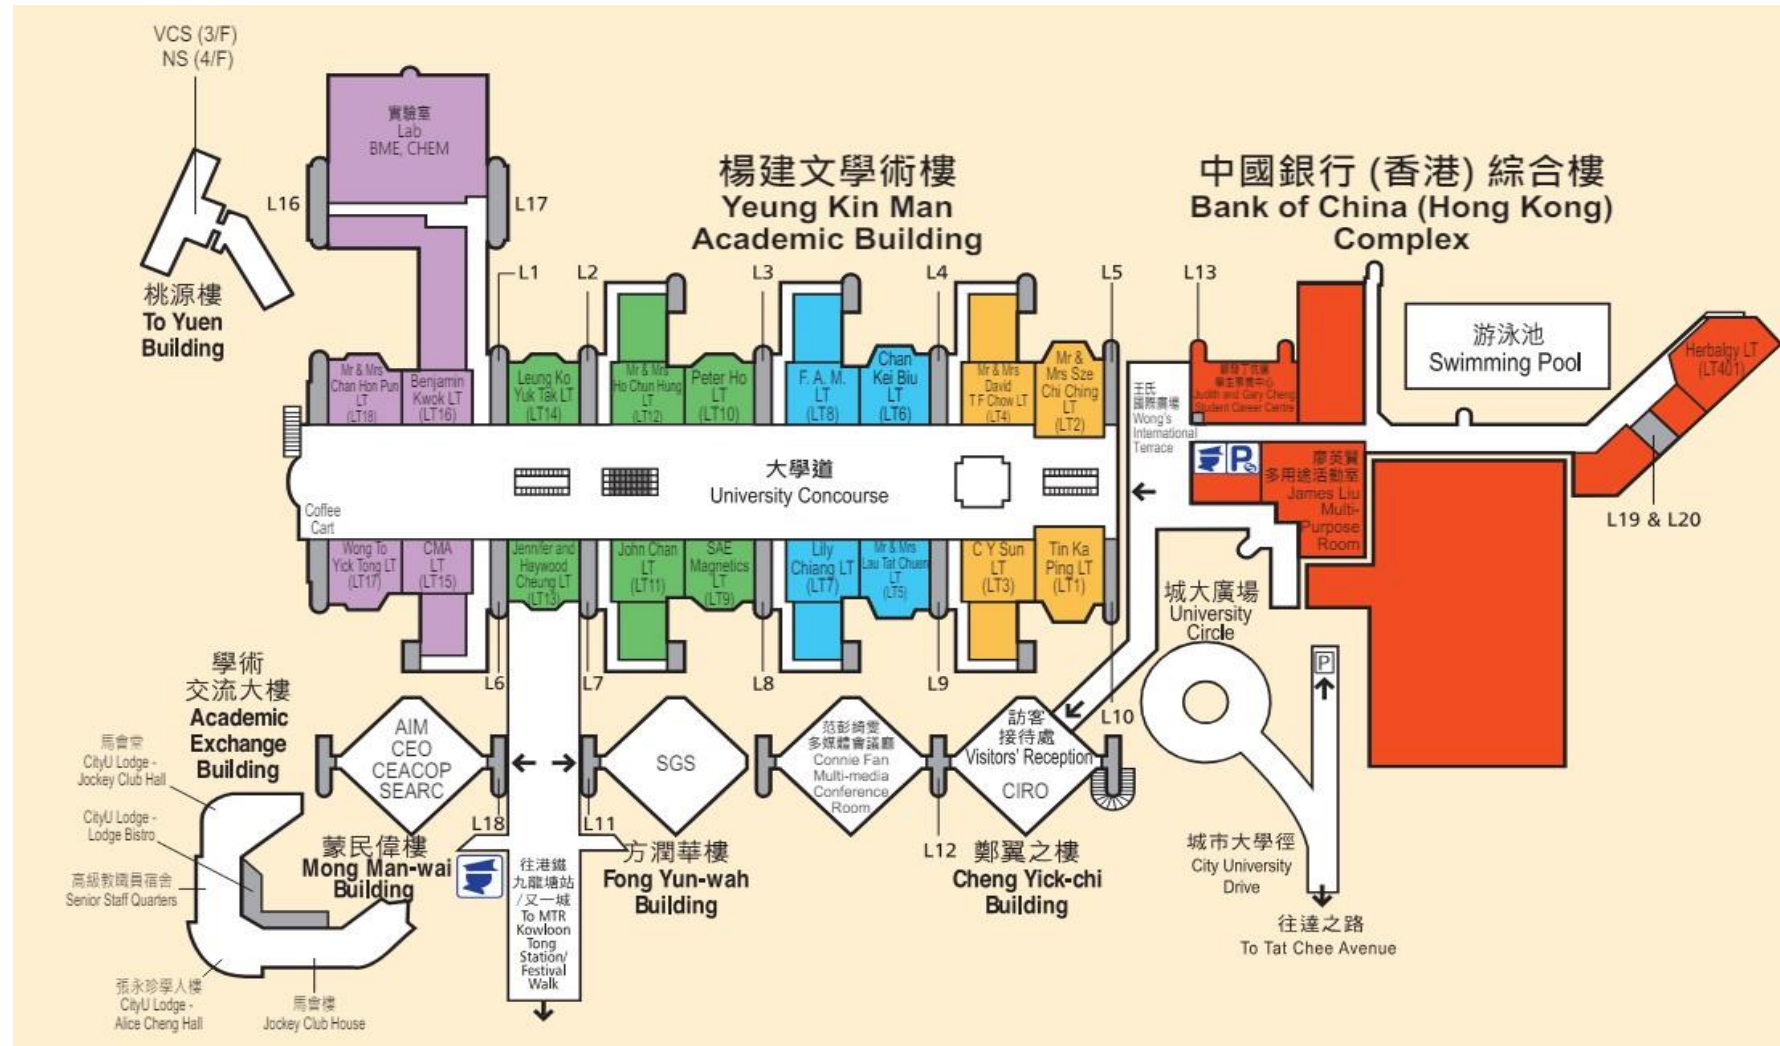 VCS (3/F)
NS (4/F)
實驗室
Lab
BME, CHEM
L16
L17
桃源樓
To Yuen
Building
楊建文學術樓
Yeung Kin Man
Academic Building
中國銀行 (香港) 綜合樓
Bank of China (Hong Kong)
Complex
L1
L2
L3
L4
L5
L13
游泳池
Swimming Pool
Herbalgy LT
(LT401)
L19 & L20
Mr & Mrs
Chan Hon Pun
LT
(LT18)
Benjamin
Kwok LT
(LT16)
Leung Ko
Yuk Tak LT
(LT14)
Mr & Mrs
Ho Chun Hung
LT
(LT12)
Peter Ho
LT
(LT10)
F. A. M.
LT
(LT8)
Chan
Kei Biu
LT
(LT6)
Mr & Mrs
David
T F Chow LT
(LT4)
Mr &
Mrs Sze
Chi Ching
LT
(LT2)
王氏
國際廣場
Wong's
International
Terrace
學生事業中心
Judith and Gary Cheng
Student Career Centre
P
廖英賢
多用途活動室
James Liu
Multi-
Purpose
Room
大學道
University Concourse
Coffee
Cart
Wong To
Yick Tong LT
(LT17)
CMA
LT
(LT15)
Jennifer and
Haywood
Cheung LT
(LT13)
John Chan
LT
(LT11)
SAE
Magnetics
LT
(LT9)
Lily
Chiang LT
(LT7)
Mr & Mrs
Lau Tat Chuen
LT
(LT5)
C Y Sun
LT
(LT3)
Tin Ka
Ping LT
(LT1)
城大廣場
University
Circle
P
L6
L7
L8
L9
L10
學術
交流大樓
Academic
Exchange
Building
AIM
CEO
CEACOP
SEARC
SGS
范彭綺雯
多媒體會議廳
Connie Fan
Multi-media
Conference
Room
訪客
接待處
Visitors' Reception
CIRO
L18
L11
L12
蒙民偉樓
Mong Man-wai
Building
方潤華樓
Fong Yun-wah
Building
鄭翼之樓
Cheng Yick-chi
Building
往港鐵
九龍塘站
/又一城
To MTR
Kowloon
Tong
Station/
Festival
Walk
城市大學徑
City University
Drive
往達之路
To Tat Chee Avenue
馬會堂
CityU Lodge -
Jockey Club Hall
CityU Lodge -
Lodge Bistro
高級教職員宿舍
Senior Staff Quarters
張永珍學人樓
CityU Lodge -
Alice Cheng Hall
馬會樓
Jockey Club House